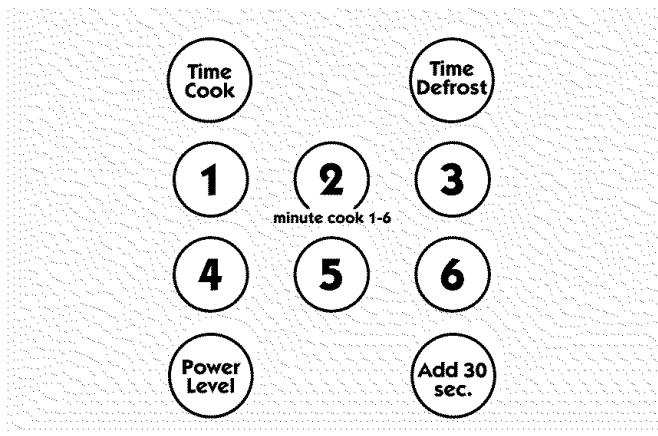 Time
Cook
Time
Defrost
1
2
3
minute cook 1-6
4
5
6
Power
Level
Add 30
sec.